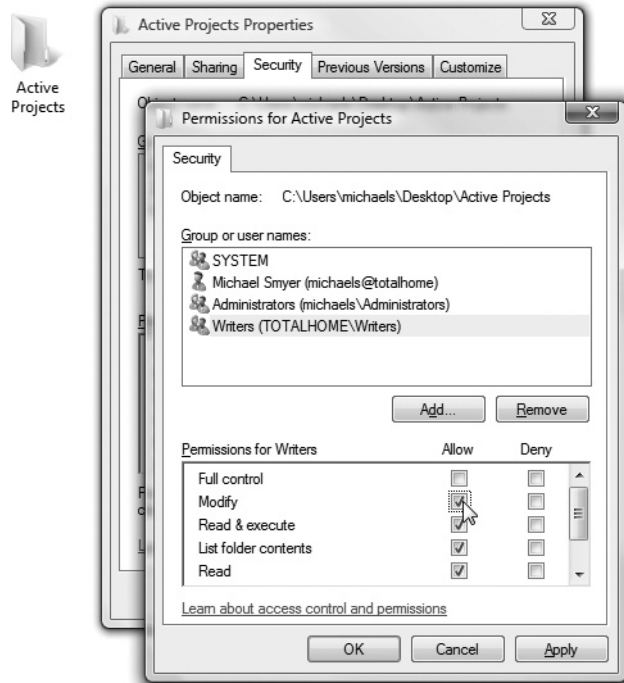 Active
Projects
Active Projects Properties
General Sharing Security Previous Versions Customize
Permissions for Active Projects
Security
Object name: C:\Users\michaels\Desktop\Active Projects
Group or user names:
SYSTEM
Michael Smyer (michaels@totalhome)
Administrators (michaels\Administrators)
Writers (TOTALHOME\Writers)
Add... Remove
Permissions for Writers Allow Deny
Full control
Modify
Read & execute
List folder contents
Read
Learn about access control and permissions
OK Cancel Apply